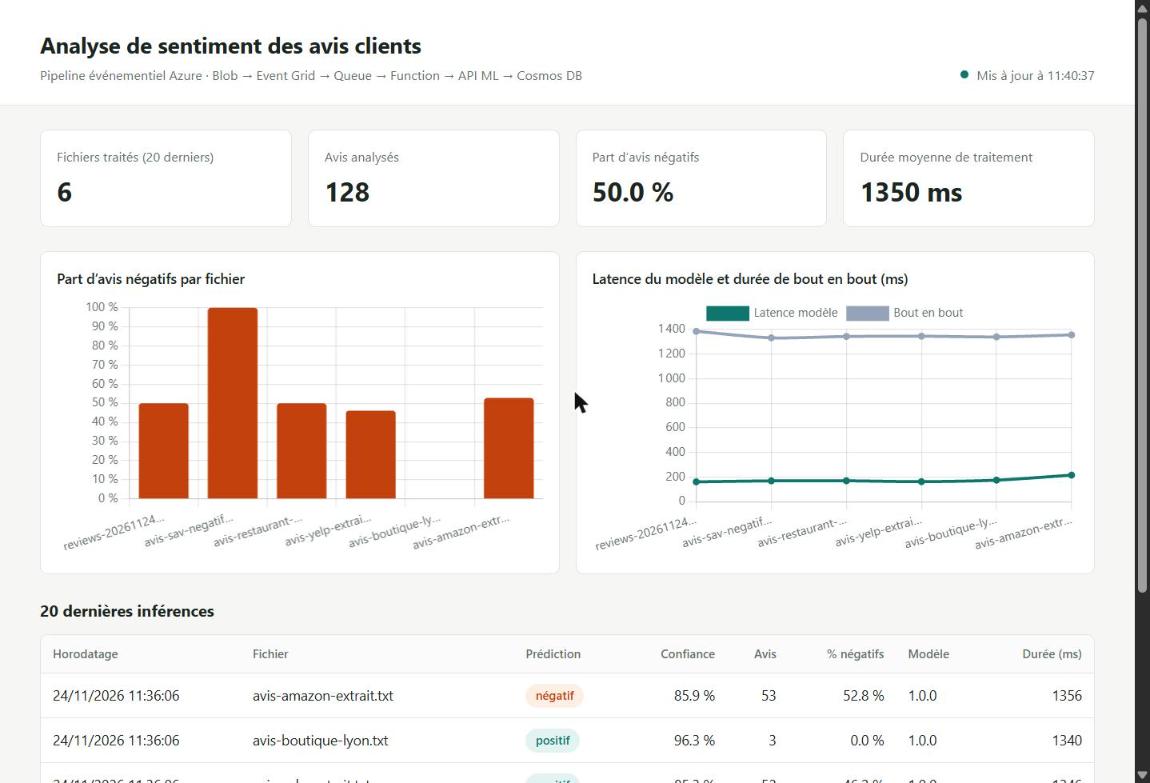 Analyse de sentiment des avis clients
Pipeline événementiel Azure · Blob → Event Grid → Queue → Function → API ML → Cosmos DB
Mis à jour à 11:40:37
Fichiers traités (20 derniers)
6
Avis analysés
128
Part d'avis négatifs
50.0 %
Durée moyenne de traitement
1350 ms
Part d'avis négatifs par fichier
100 %
90 %
80 %
70 %
60 %
50 %
40 %
30 %
20 %
10 %
0 %
reviews-20261124...
avis-sav-negatif...
avis-restaurant-...
avis-yelp-extrai...
avis-boutique-ly...
avis-amazon-extr...
Latence du modèle et durée de bout en bout (ms)
Latence modèle Bout en bout
1 400
1 200
1 000
800
600
400
200
0
reviews-20261124...
avis-sav-negatif...
avis-restaurant-...
avis-yelp-extrai...
avis-boutique-ly...
avis-amazon-extr...
20 dernières inférences
Horodatage Fichier Prédiction Confiance Avis % négatifs Modèle Durée (ms)
24/11/2026 11:36:06 avis-amazon-extrait.txt négatif 85.9 % 53 52.8 % 1.0.0 1356
24/11/2026 11:36:06 avis-boutique-lyon.txt positif 96.3 % 3 0.0 % 1.0.0 1340